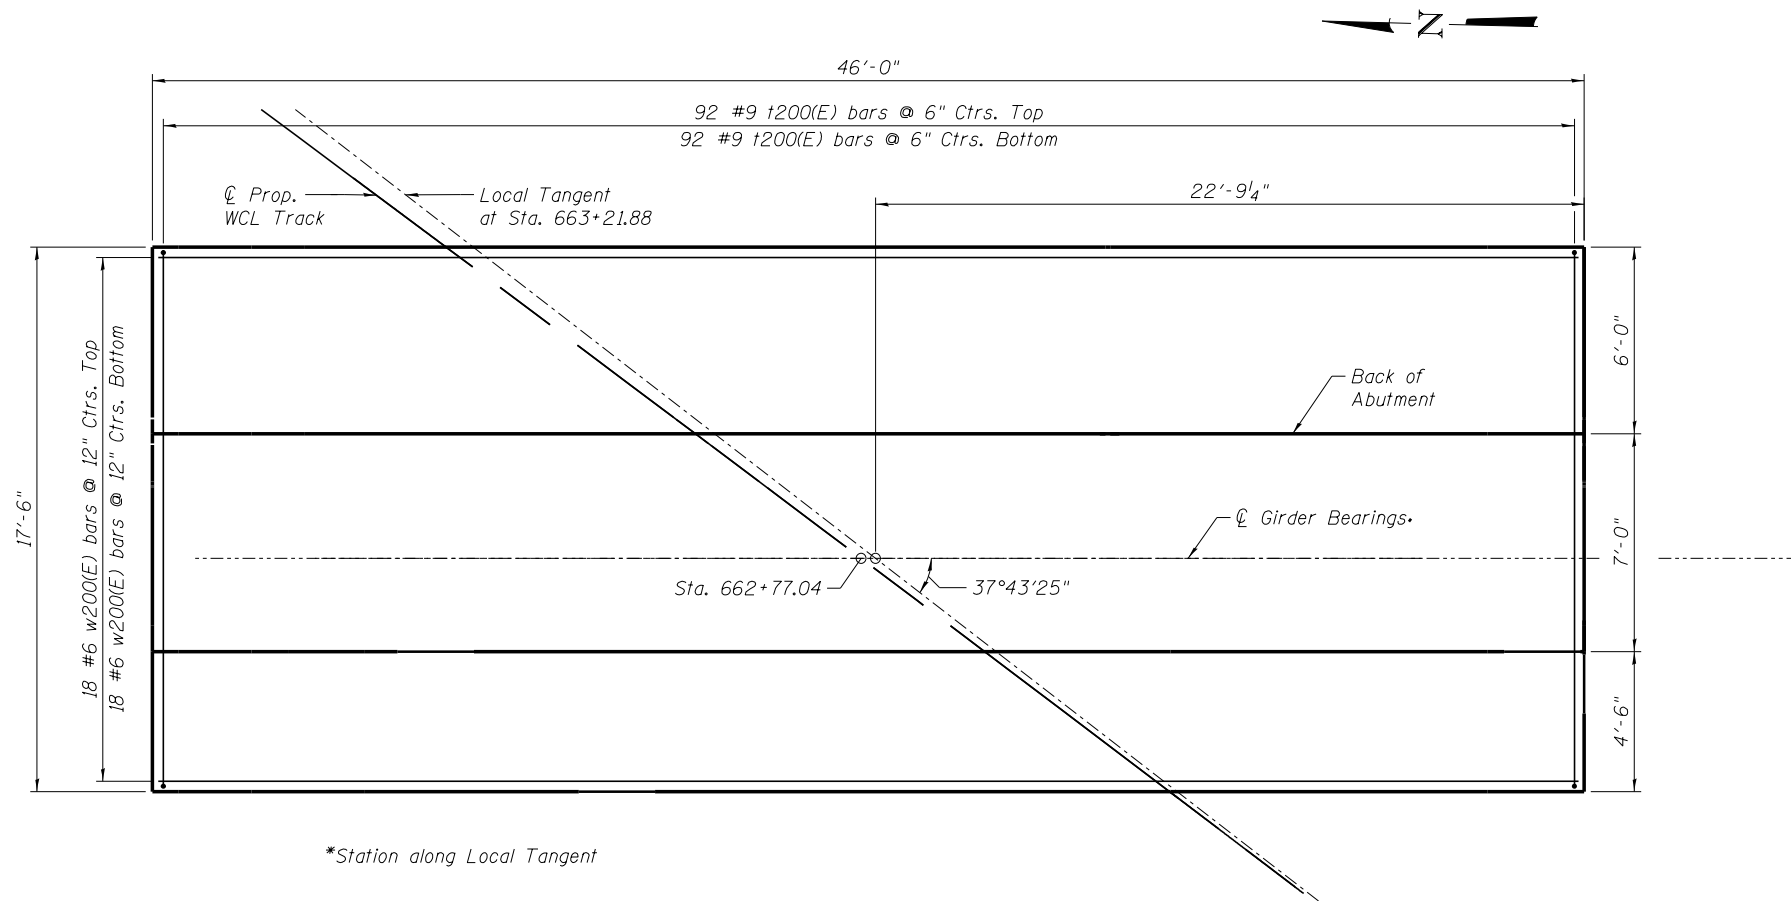 N
46'-0"
92 #9 t200(E) bars @ 6" Ctrs. Top
92 #9 t200(E) bars @ 6" Ctrs. Bottom
℄ Prop.
WCL Track
Local Tangent
at Sta. 663+21.88
22'-9¼"
17'-6"
18 #6 w200(E) bars @ 12" Ctrs. Top
18 #6 w200(E) bars @ 12" Ctrs. Bottom
6'-0"
Back of
Abutment
℄ Girder Bearings.
7'-0"
Sta. 662+77.04
37°43'25"
4'-6"
*Station along Local Tangent